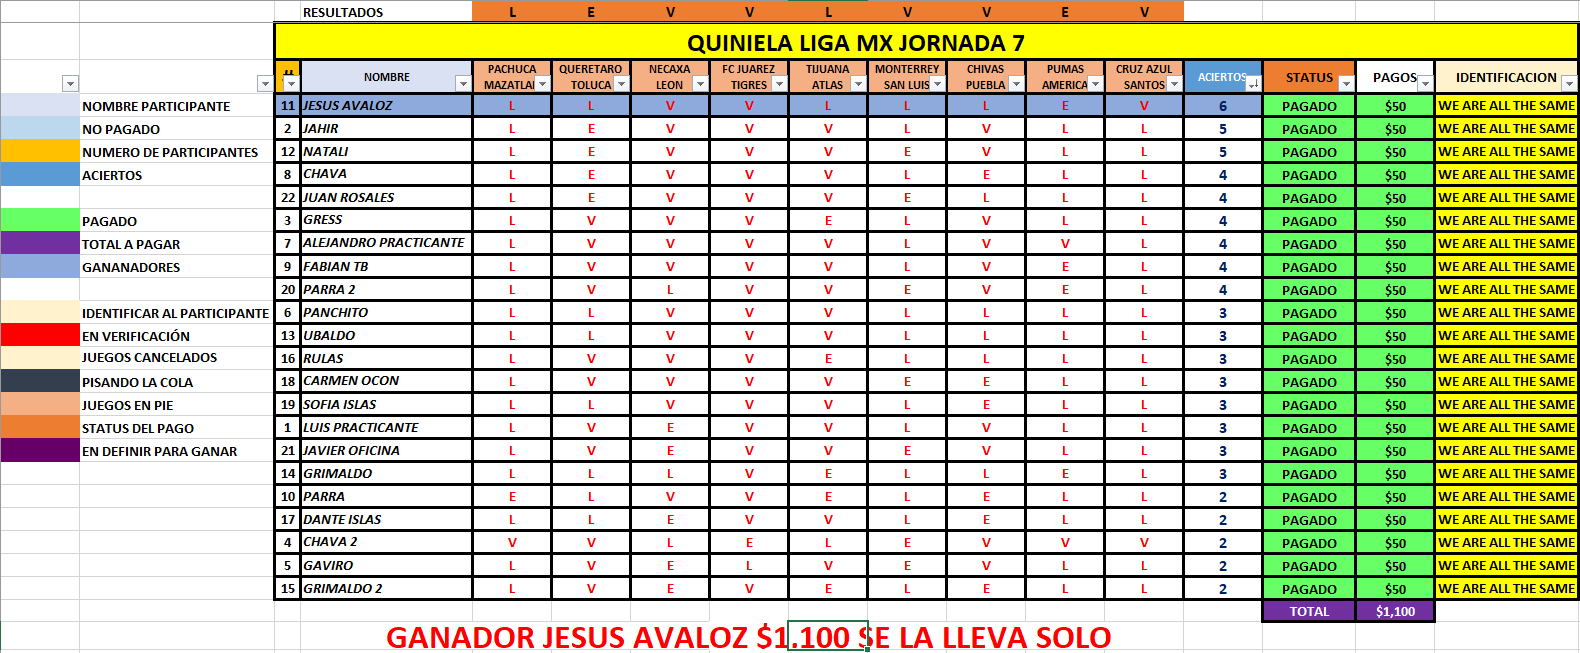 RESULTADOS L E V V L V V E V
QUINIELA LIGA MX JORNADA 7
# NOMBRE PACHUCA MAZATLA QUERETARO TOLUCA NECAXA LEON FC JUAREZ TIGRES TIJUANA ATLAS MONTERREY SAN LUIS CHIVAS PUEBLA PUMAS AMERICA CRUZ AZUL SANTOS ACIERTOS STATUS PAGOS IDENTIFICACION
NOMBRE PARTICIPANTE 11 JESUS AVALOZ L L V V L L L E V 6 PAGADO $50 WE ARE ALL THE SAME
NO PAGADO 2 JAHIR L E V V V L V L L 5 PAGADO $50 WE ARE ALL THE SAME
NUMERO DE PARTICIPANTES 12 NATALI L E V V V E V L L 5 PAGADO $50 WE ARE ALL THE SAME
ACIERTOS 8 CHAVA L E V V V L E L L 4 PAGADO $50 WE ARE ALL THE SAME
22 JUAN ROSALES L E V V V E L L L 4 PAGADO $50 WE ARE ALL THE SAME
PAGADO 3 GRESS L V V V E L V L L 4 PAGADO $50 WE ARE ALL THE SAME
TOTAL A PAGAR 7 ALEJANDRO PRACTICANTE L V V V V L V V L 4 PAGADO $50 WE ARE ALL THE SAME
GANANADORES 9 FABIAN TB L V V V V L V E L 4 PAGADO $50 WE ARE ALL THE SAME
20 PARRA 2 L V L V V E V E L 4 PAGADO $50 WE ARE ALL THE SAME
IDENTIFICAR AL PARTICIPANTE 6 PANCHITO L L V V V L L L L 3 PAGADO $50 WE ARE ALL THE SAME
EN VERIFICACIÓN 13 UBALDO L V V V V L L L L 3 PAGADO $50 WE ARE ALL THE SAME
JUEGOS CANCELADOS 16 RULAS L V V V E L L L L 3 PAGADO $50 WE ARE ALL THE SAME
PISANDO LA COLA 18 CARMEN OCON L V V V V E E L L 3 PAGADO $50 WE ARE ALL THE SAME
JUEGOS EN PIE 19 SOFIA ISLAS L L V V V L E L L 3 PAGADO $50 WE ARE ALL THE SAME
STATUS DEL PAGO 1 LUIS PRACTICANTE L V E V V L V L L 3 PAGADO $50 WE ARE ALL THE SAME
EN DEFINIR PARA GANAR 21 JAVIER OFICINA L V E V V E V L L 3 PAGADO $50 WE ARE ALL THE SAME
14 GRIMALDO L L L V E L L E L 3 PAGADO $50 WE ARE ALL THE SAME
10 PARRA E L V V E L E L L 2 PAGADO $50 WE ARE ALL THE SAME
17 DANTE ISLAS L L E V V L E L L 2 PAGADO $50 WE ARE ALL THE SAME
4 CHAVA 2 V V L E L E V V V 2 PAGADO $50 WE ARE ALL THE SAME
5 GAVIRO L V E L V E V L L 2 PAGADO $50 WE ARE ALL THE SAME
15 GRIMALDO 2 L V E V E L E L L 2 PAGADO $50 WE ARE ALL THE SAME
TOTAL $1,100
GANADOR JESUS AVALOZ $1.100 SE LA LLEVA SOLO